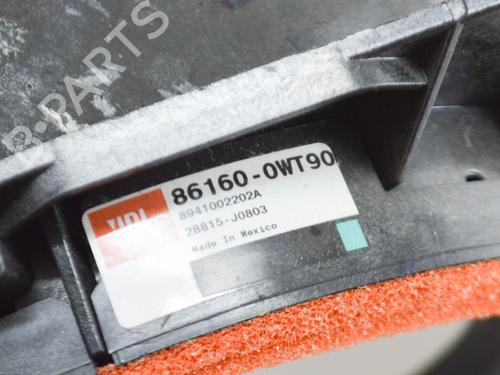 B-PARTS
JBL
86160-0WT90
8941002202A
28815-J0803
Made In Mexico